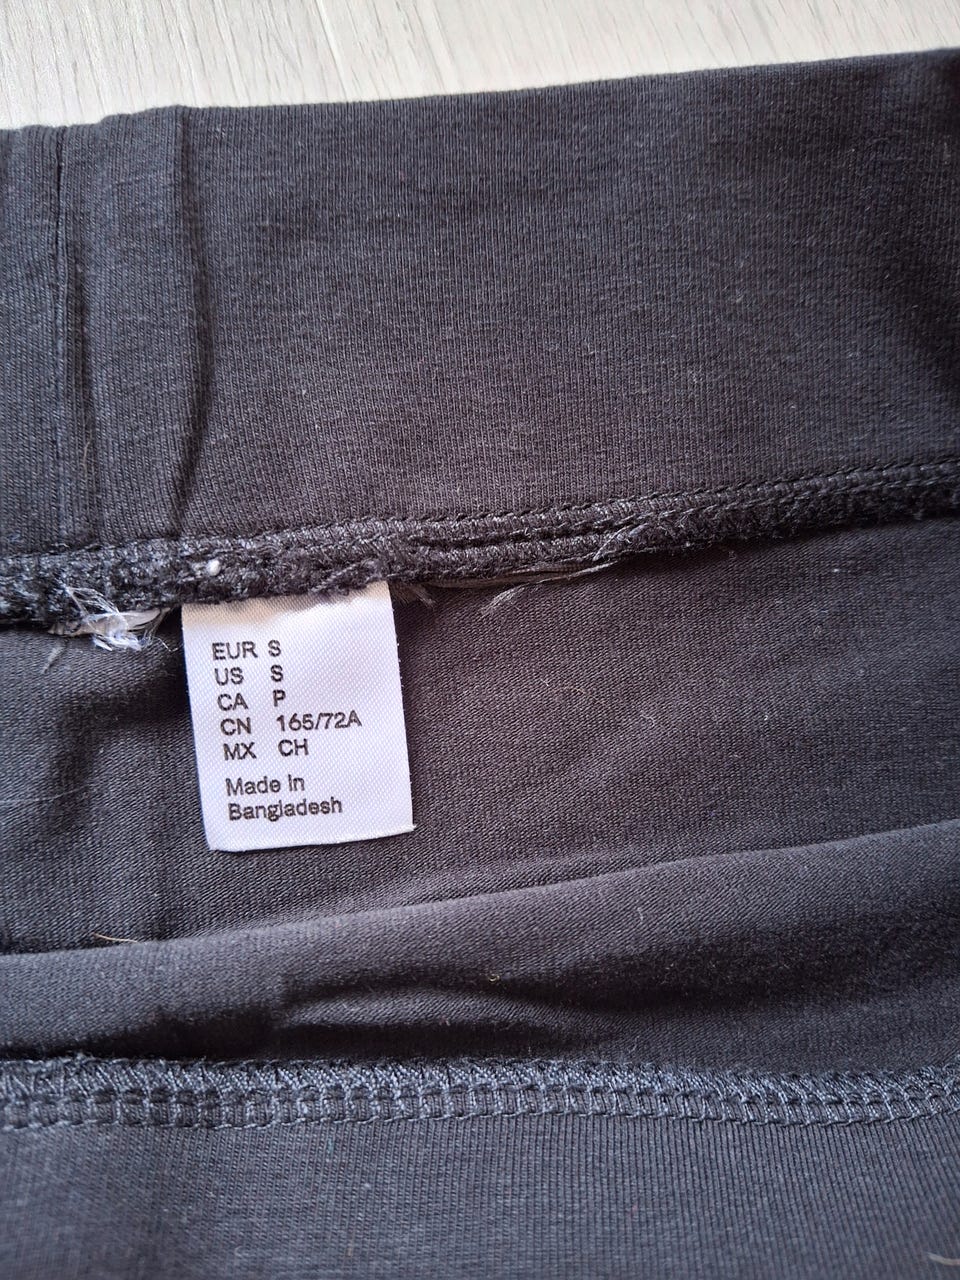 EUR S
US S
CA P
CN 165/72A
MX CH
Made in
Bangladesh